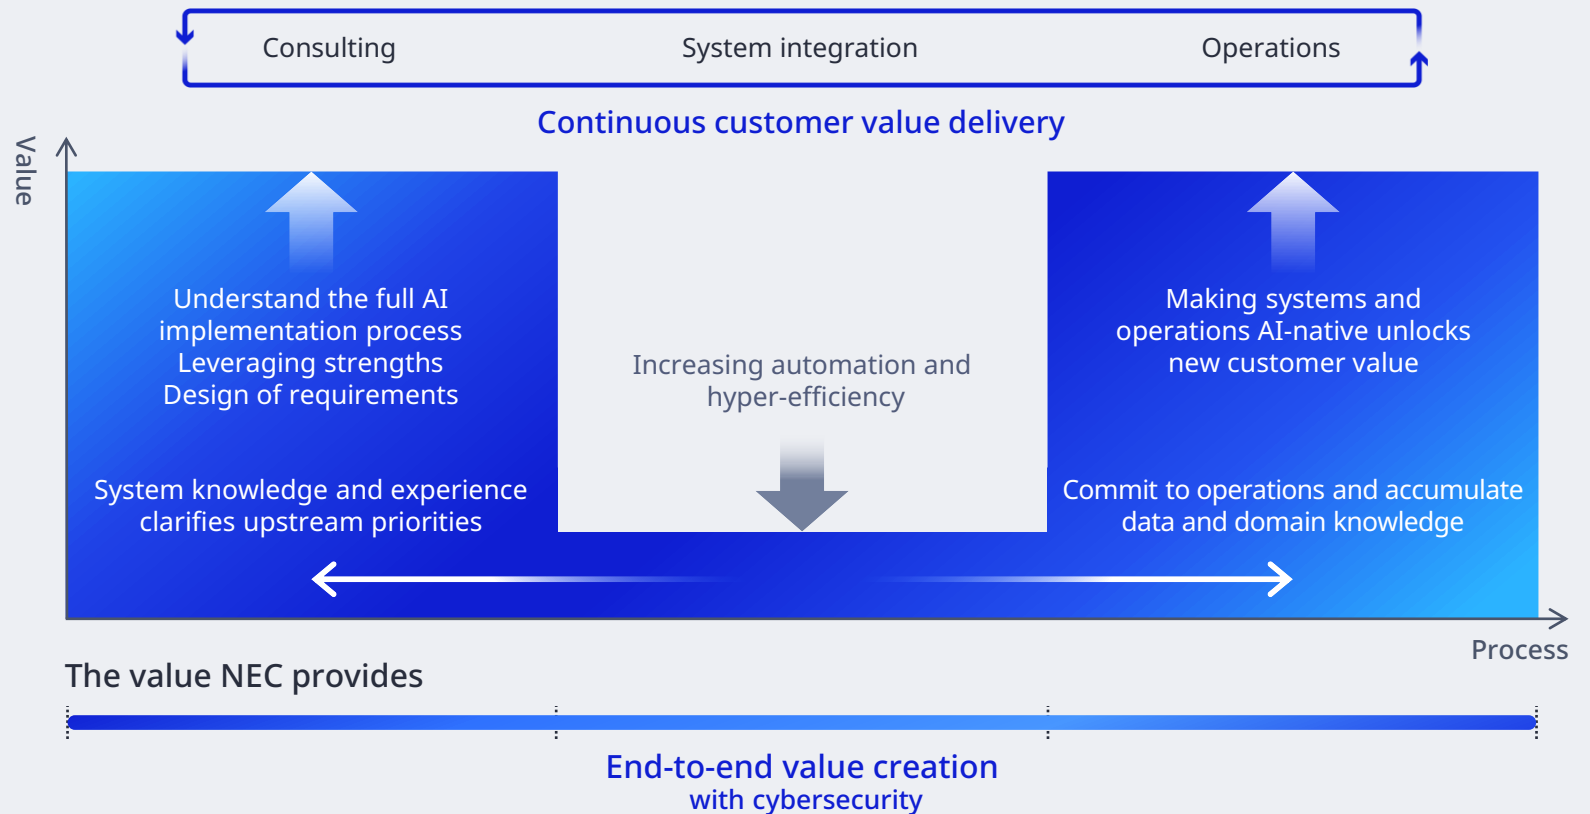 Consulting
System integration
Operations
Continuous customer value delivery
Value
Understand the full AI
implementation process
Leveraging strengths
Design of requirements
System knowledge and experience
clarifies upstream priorities
Increasing automation and
hyper-efficiency
Making systems and
operations AI-native unlocks
new customer value
Commit to operations and accumulate
data and domain knowledge
Process
The value NEC provides
End-to-end value creation
with cybersecurity